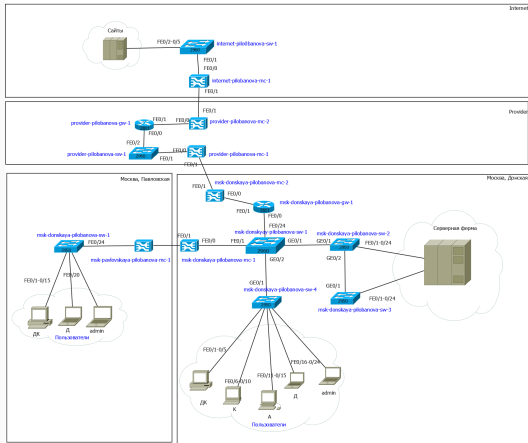 Internet
Сайты
FE0/2-0/5
internet-pilobanova-sw-1
FE0/1
FE0/0
internet-pilobanova-mc-1
FE0/1
Provider
FE0/1
provider-pilobanova-gw-1
FE0/1
FE0/0
provider-pilobanova-mc-2
FE0/0
FE0/2
provider-pilobanova-sw-1
FE0/1
FE0/0
provider-pilobanova-mc-1
FE0/1
Москва, Павловская
Москва, Донская
msk-donskaya-pilobanova-mc-2
FE0/1
FE0/0
msk-donskaya-pilobanova-gw-1
FE0/1
FE0/0
FE0/24
msk-donskaya-pilobanova-sw-1
FE0/24
msk-pavlovskaya-pilobanova-mc-1
FE0/1
FE0/0
msk-donskaya-pilobanova-mc-1
FE0/1
msk-donskaya-pilobanova-sw-1
GE0/1
GE0/2
GE0/1
msk-donskaya-pilobanova-sw-2
FE0/1-0/24
GE0/2
Серверная ферма
GE0/1
FE0/1-0/24
msk-donskaya-pilobanova-sw-3
GE0/1
msk-donskaya-pilobanova-sw-4
FE0/1-0/15
FE0/20
ДК
Д
admin
Пользователи
FE0/1-0/5
FE0/6-0/10
FE0/11-0/15
FE0/16-0/24
ДК
К
А
Д
admin
Пользователи